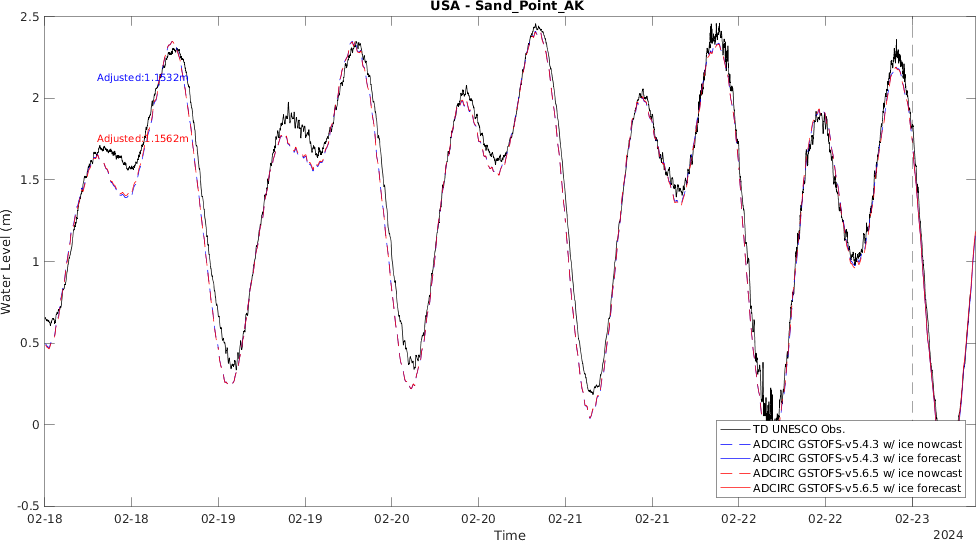 USA - Sand_Point_AK
2.5
2
1.5
1
0.5
0
-0.5
Water Level (m)
Adjusted:1.1532m
Adjusted:1.1562m
TD UNESCO Obs.
ADCIRC GSTOFS-v5.4.3 w/ ice nowcast
ADCIRC GSTOFS-v5.4.3 w/ ice forecast
ADCIRC GSTOFS-v5.6.5 w/ ice nowcast
ADCIRC GSTOFS-v5.6.5 w/ ice forecast
02-18 02-18 02-19 02-19 02-20 02-20 02-21 02-21 02-22 02-22 02-23
Time
2024